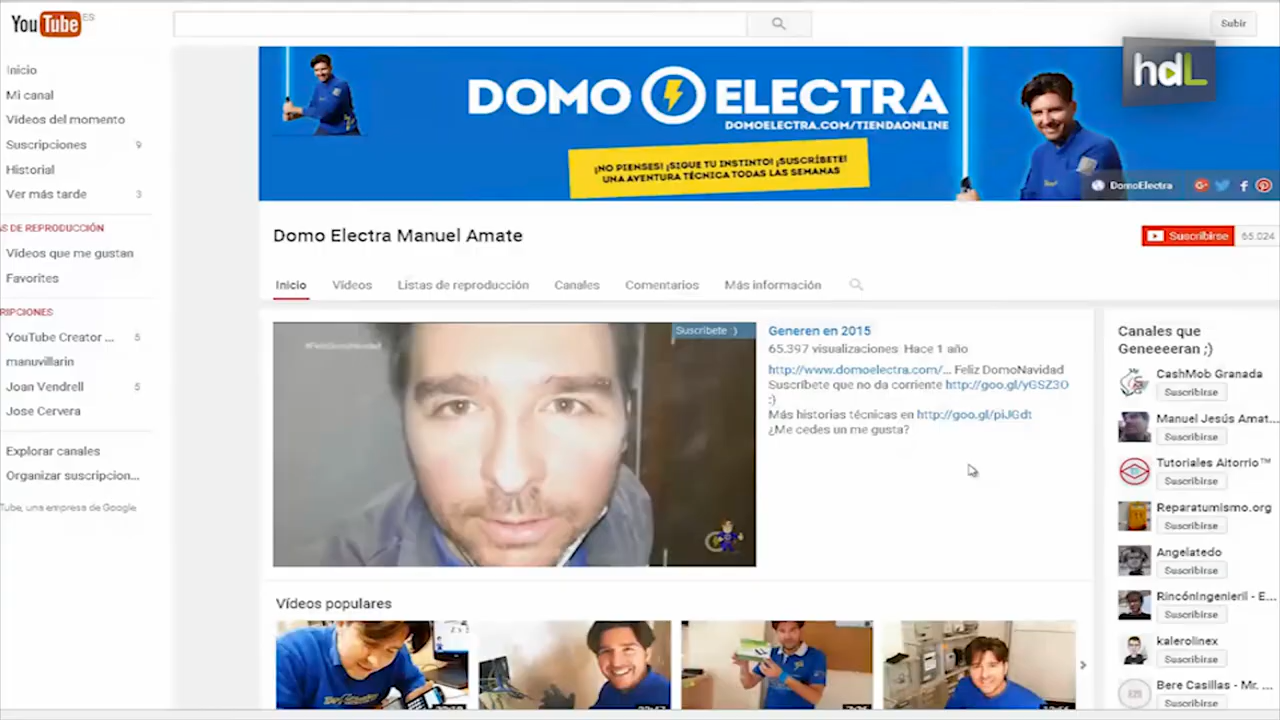 YouTube ES
Subir
hdL
Inicio
Mi canal
Vídeos del momento
Suscripciones 9
Historial
Ver más tarde 3
AS DE REPRODUCCIÓN
Vídeos que me gustan
Favorites
RIPCIONES
YouTube Creator ... 5
manuvillarin
Joan Vendrell 5
Jose Cervera
Explorar canales
Organizar suscripcion...
Tube, una empresa de Google
DOMO ELECTRA
DOMOELECTRA.COM/TIENDAONLINE
¡NO PIENSES! ¡SIGUE TU INSTINTO! ¡SUSCRÍBETE!
UNA AVENTURA TÉCNICA TODAS LAS SEMANAS
DomoElectra
Domo Electra Manuel Amate
Suscribirse 65.024
Inicio Vídeos Listas de reproducción Canales Comentarios Más información
#FelizDomoNavidad
Suscríbete :)
Generen en 2015
65.397 visualizaciones Hace 1 año
http://www.domoelectra.com/... Feliz DomoNavidad
Suscríbete que no da corriente http://goo.gl/yGSZ3O
:)
Más historias técnicas en http://goo.gl/piJGdt
¿Me cedes un me gusta?
Vídeos populares
Canales que
Geneeeeran ;)
CashMob Granada
Suscribirse
Manuel Jesús Amat...
Suscribirse
Tutoriales Aitorrio™
Suscribirse
Reparatumismo.org
Suscribirse
Angelatedo
Suscribirse
RincónIngenieril - E...
Suscribirse
kalerolinex
Suscribirse
Bere Casillas - Mr. ...
Suscribirse